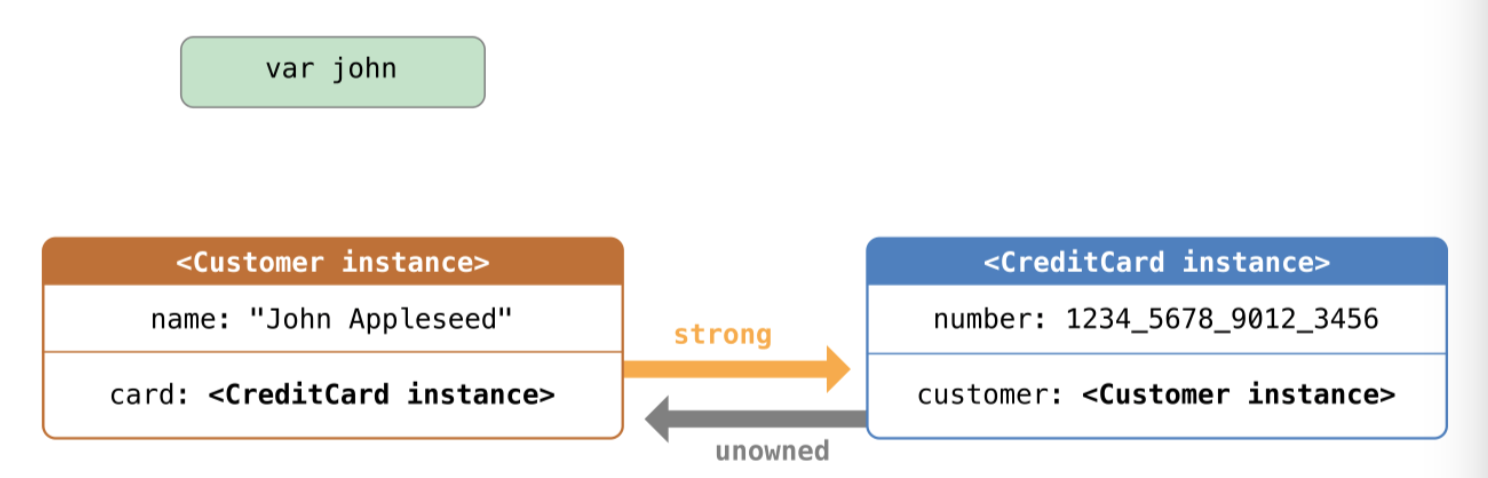 var john
<Customer instance>
name: "John Appleseed"
card: <CreditCard instance>
strong
unowned
<CreditCard instance>
number: 1234_5678_9012_3456
customer: <Customer instance>